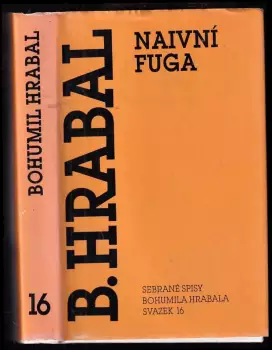 BOHUMIL HRABAL
16
B. HRABAL
NAIVNÍ
FUGA
SEBRANÉ SPISY
BOHUMILA HRABALA
SVAZEK 16